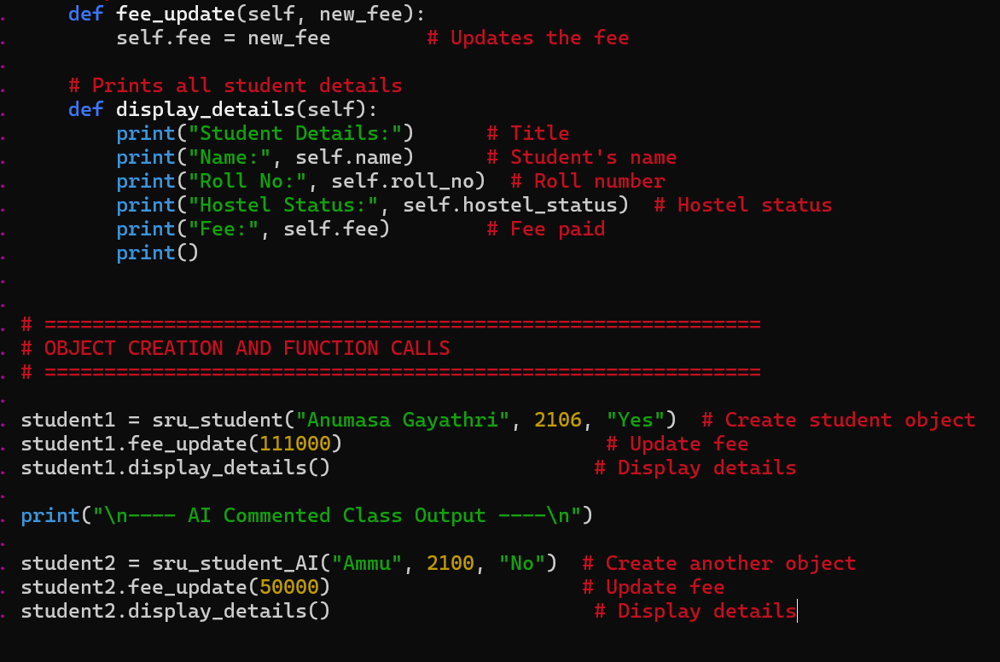 def fee_update(self, new_fee):
        self.fee = new_fee        # Updates the fee
    # Prints all student details
    def display_details(self):
        print("Student Details:")      # Title
        print("Name:", self.name)      # Student's name
        print("Roll No:", self.roll_no)  # Roll number
        print("Hostel Status:", self.hostel_status)  # Hostel status
        print("Fee:", self.fee)        # Fee paid
        print()
# ============================================================
# OBJECT CREATION AND FUNCTION CALLS
# ============================================================
student1 = sru_student("Anumasa Gayathri", 2106, "Yes")  # Create student object
student1.fee_update(111000)                      # Update fee
student1.display_details()                      # Display details
print("\n---- AI Commented Class Output ----\n")
student2 = sru_student_AI("Ammu", 2100, "No")  # Create another object
student2.fee_update(50000)                     # Update fee
student2.display_details()                      # Display details